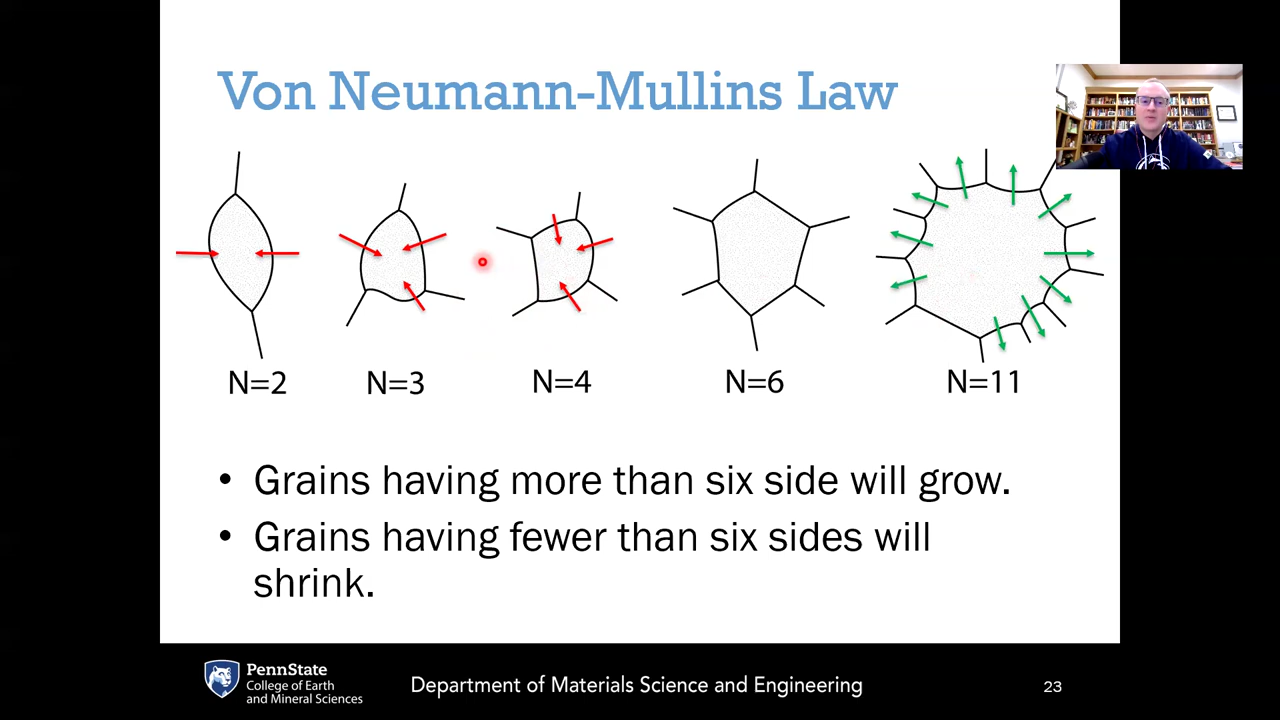 Von Neumann-Mullins Law
N=2
N=3
N=4
N=6
N=11
• Grains having more than six side will grow.
• Grains having fewer than six sides will
shrink.
PennState
College of Earth
and Mineral Sciences
Department of Materials Science and Engineering
23